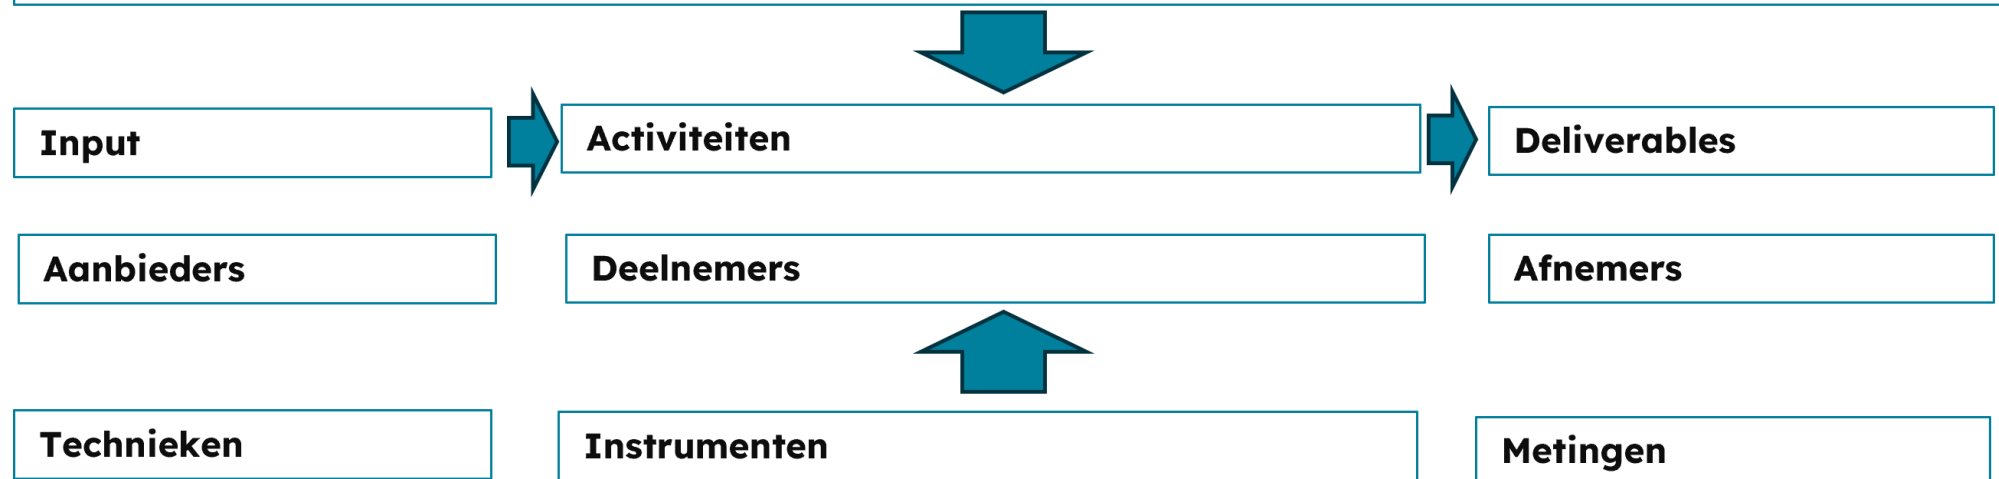 Input
Activiteiten
Deliverables
Aanbieders
Deelnemers
Afnemers
Technieken
Instrumenten
Metingen